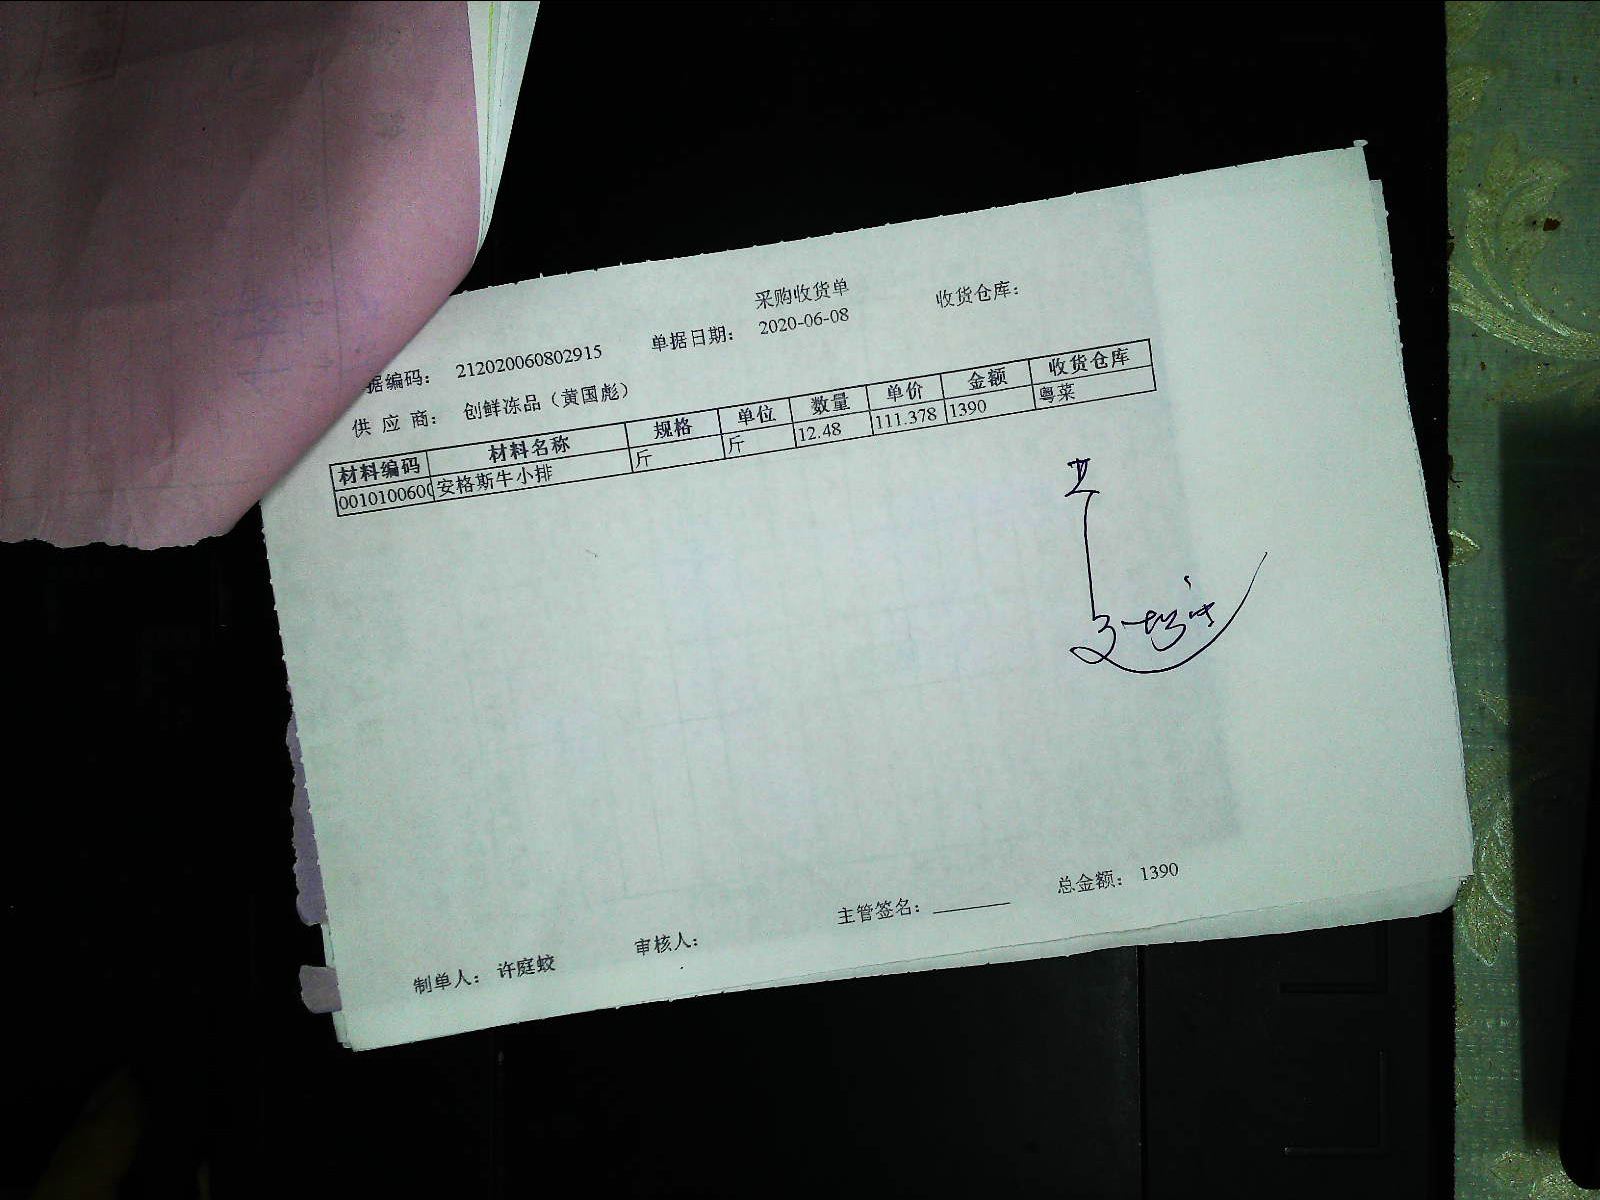 采购收货单
据编码： 212020060802915 单据日期： 2020-06-08 收货仓库：
供应商： 创鲜冻品（黄国彪）
材料编码 材料名称 规格 单位 数量 单价 金额 收货仓库
0010100600 安格斯牛小排 斤 斤 12.48 111.378 1390 粤菜
总金额： 1390
制单人： 许庭蛟 审核人： 主管签名：